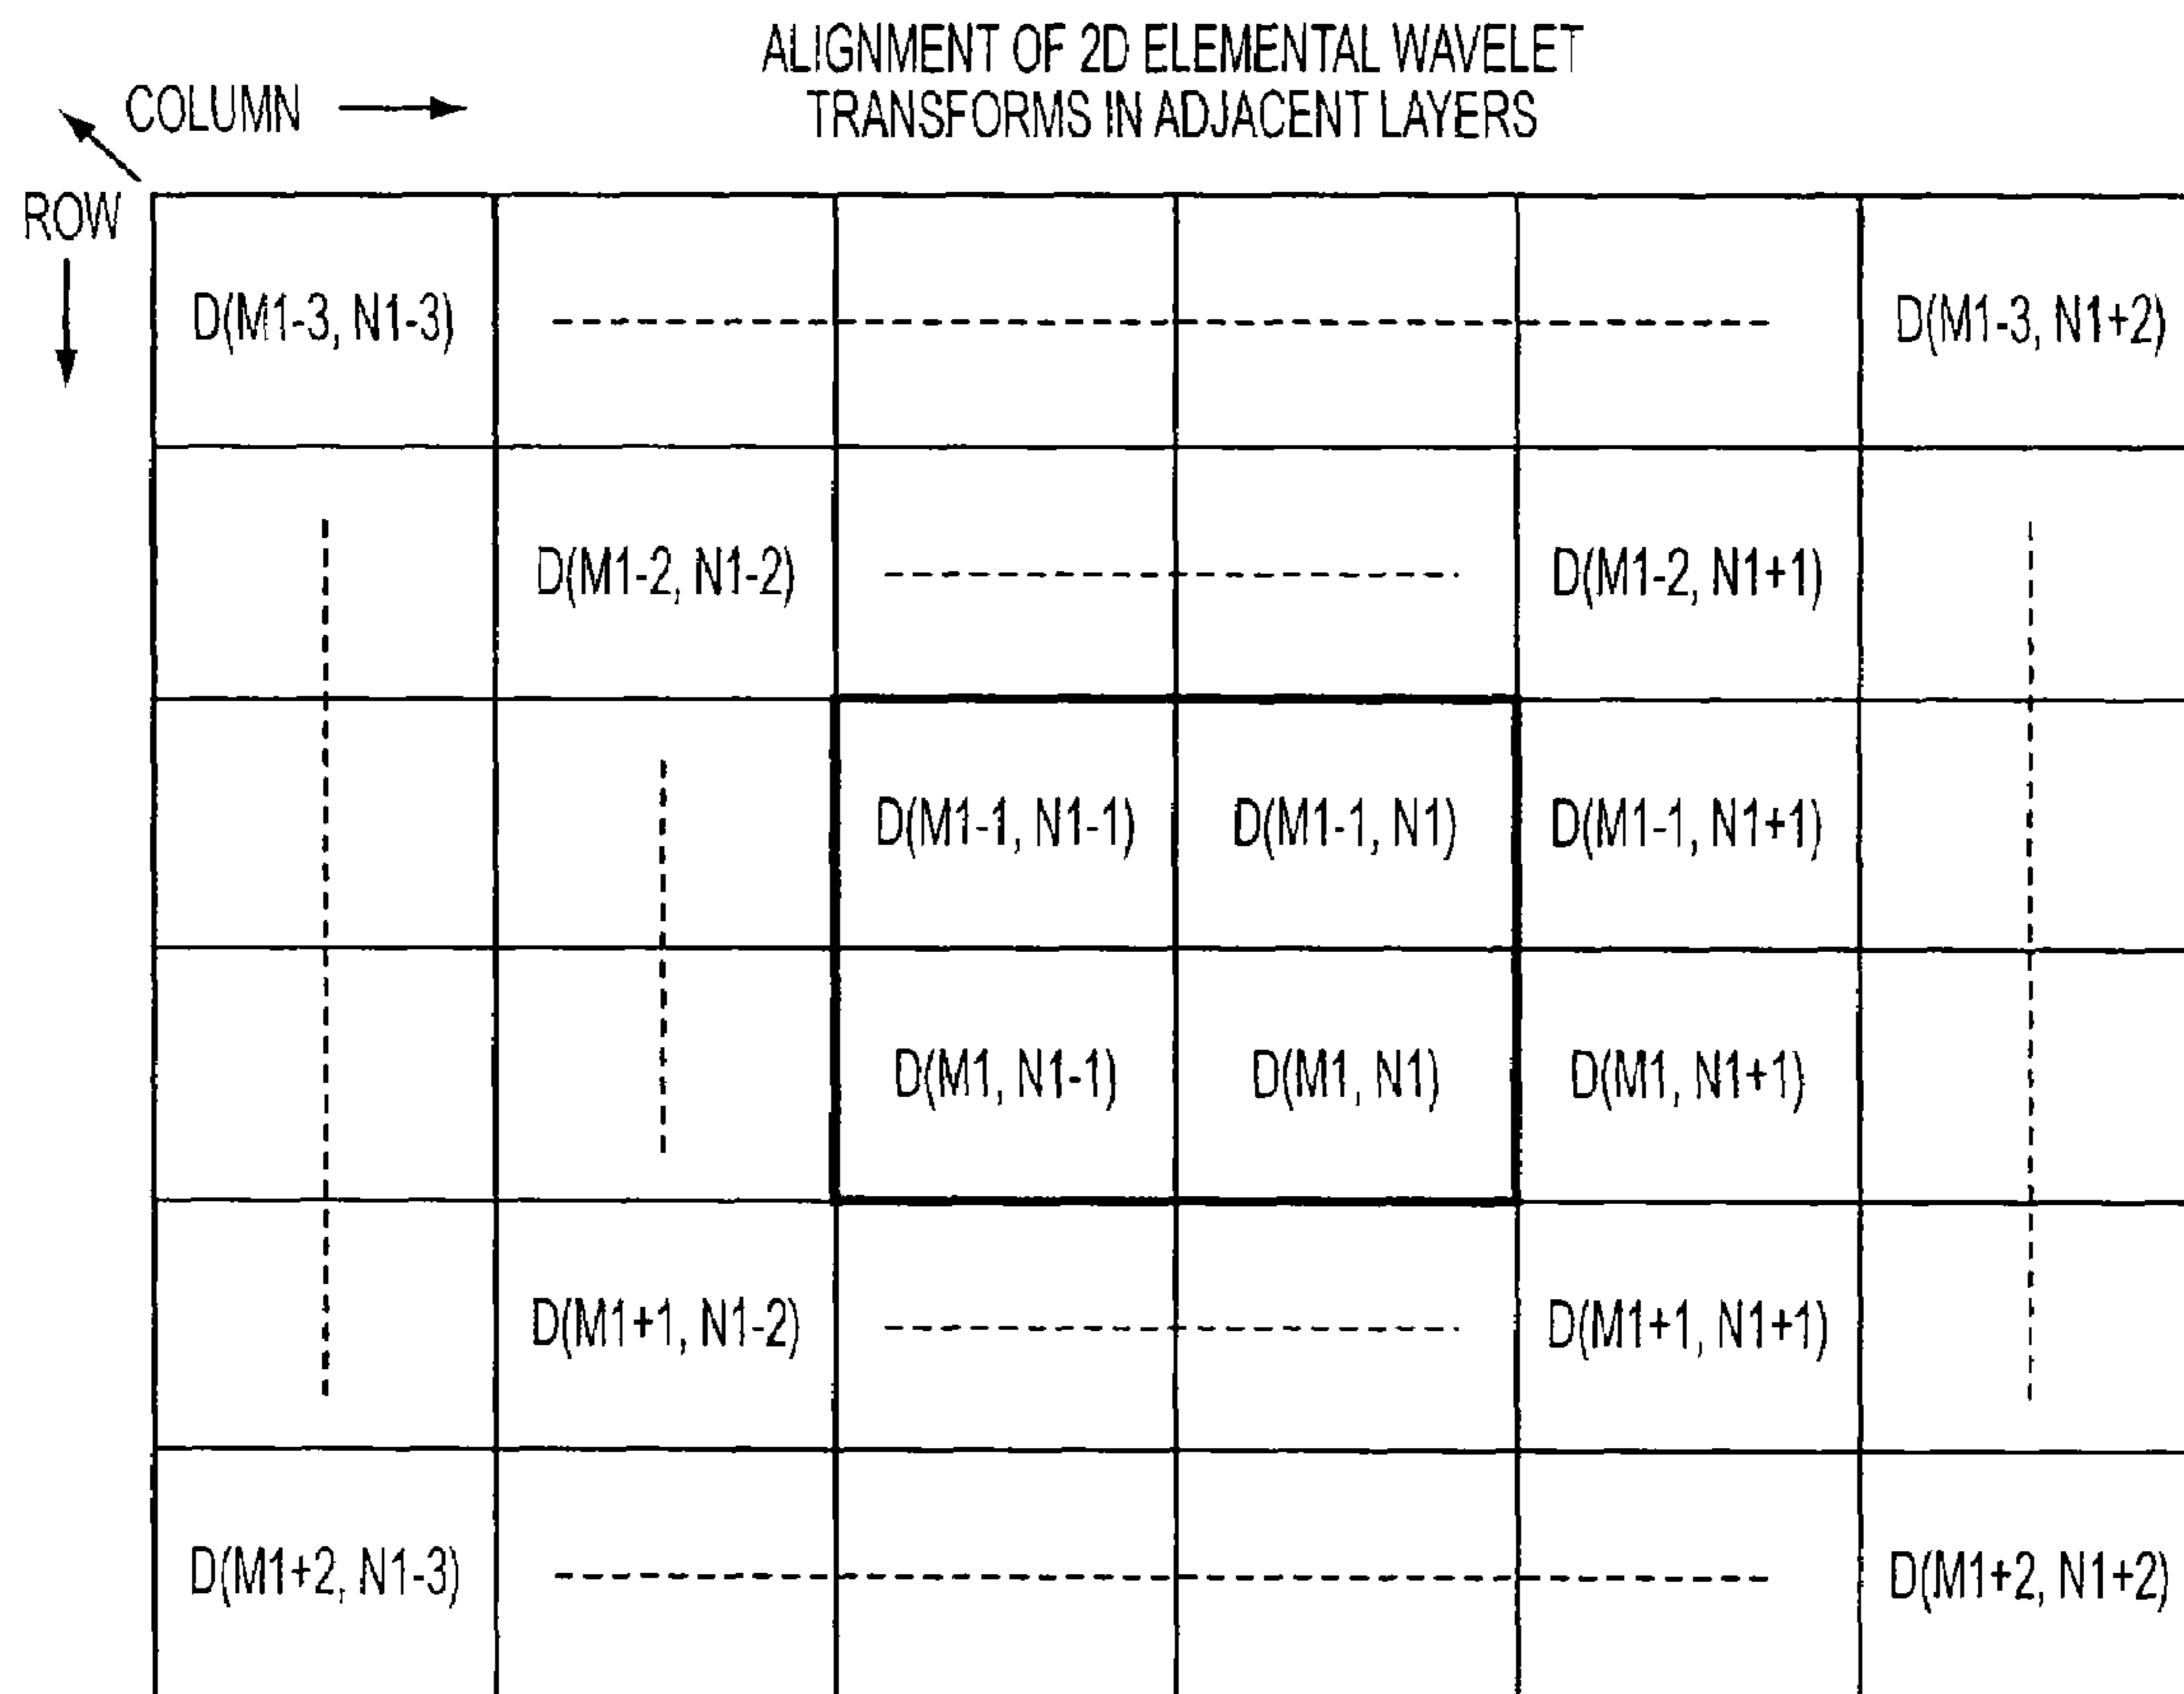 ALIGNMENT OF 2D ELEMENTAL WAVELET
TRANSFORMS IN ADJACENT LAYERS
COLUMN
ROW
D(M1-3, N1-3) D(M1-3, N1+2)
D(M1-2, N1-2) D(M1-2, N1+1)
D(M1-1, N1-1) D(M1-1, N1) D(M1-1, N1+1)
D(M1, N1-1) D(M1, N1) D(M1, N1+1)
D(M1+1, N1-2) D(M1+1, N1+1)
D(M1+2, N1-3) D(M1+2, N1+2)